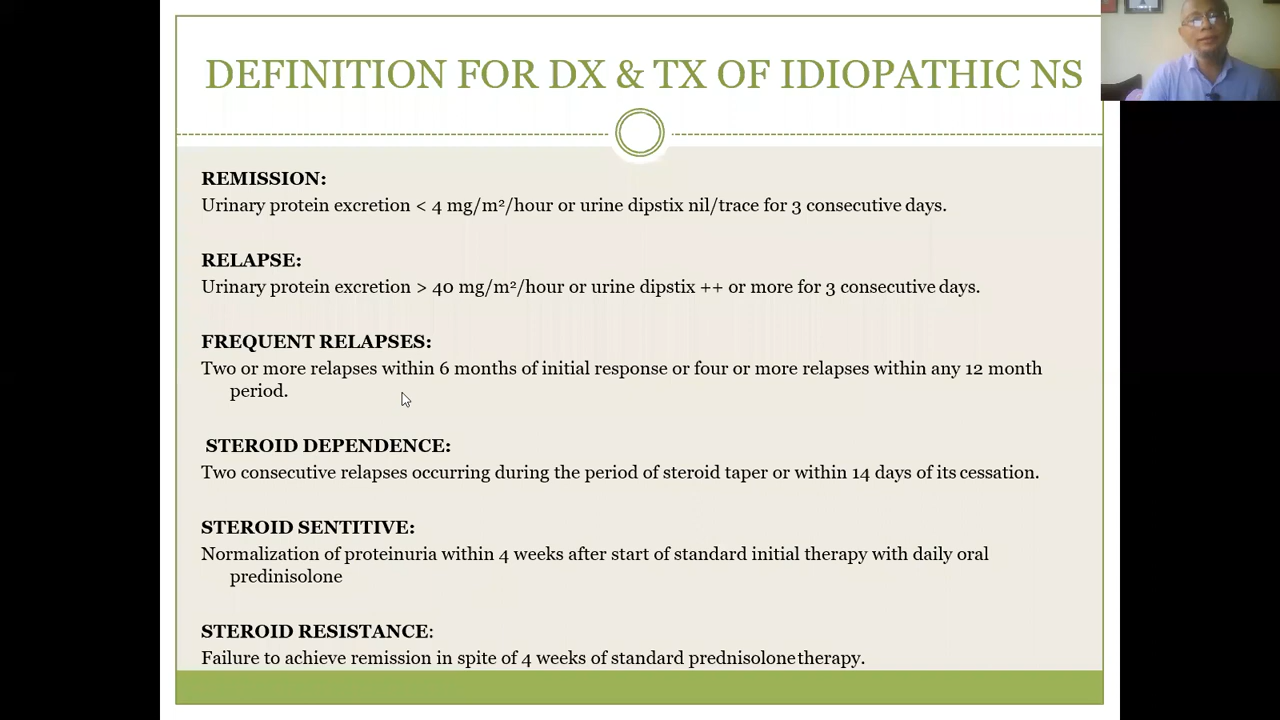 DEFINITION FOR DX & TX OF IDIOPATHIC NS
REMISSION:
Urinary protein excretion < 4 mg/m²/hour or urine dipstix nil/trace for 3 consecutive days.
RELAPSE:
Urinary protein excretion > 40 mg/m²/hour or urine dipstix ++ or more for 3 consecutive days.
FREQUENT RELAPSES:
Two or more relapses within 6 months of initial response or four or more relapses within any 12 month
period.
STEROID DEPENDENCE:
Two consecutive relapses occurring during the period of steroid taper or within 14 days of its cessation.
STEROID SENTITIVE:
Normalization of proteinuria within 4 weeks after start of standard initial therapy with daily oral
predinisolone
STEROID RESISTANCE:
Failure to achieve remission in spite of 4 weeks of standard prednisolone therapy.